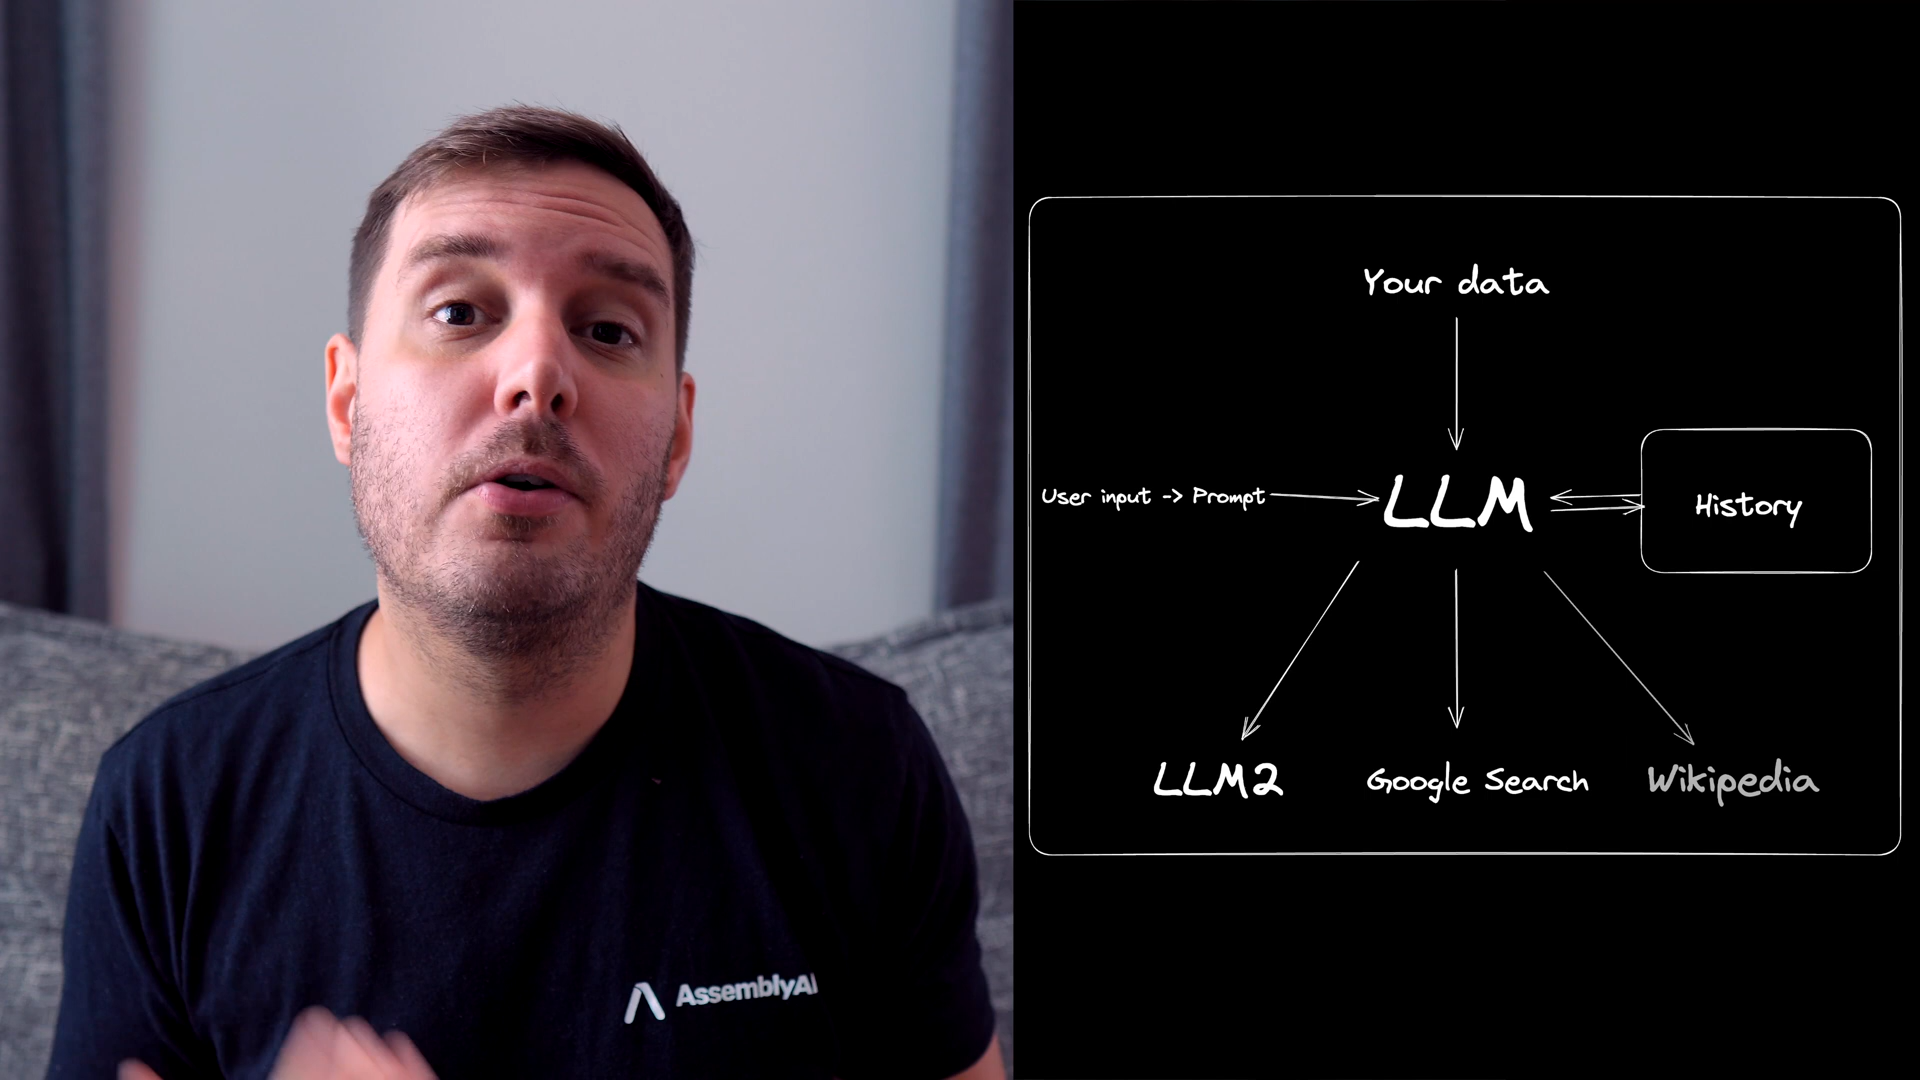 Your data
User input -> Prompt
LLM
History
LLM2
Google Search
Wikipedia
AssemblyAI